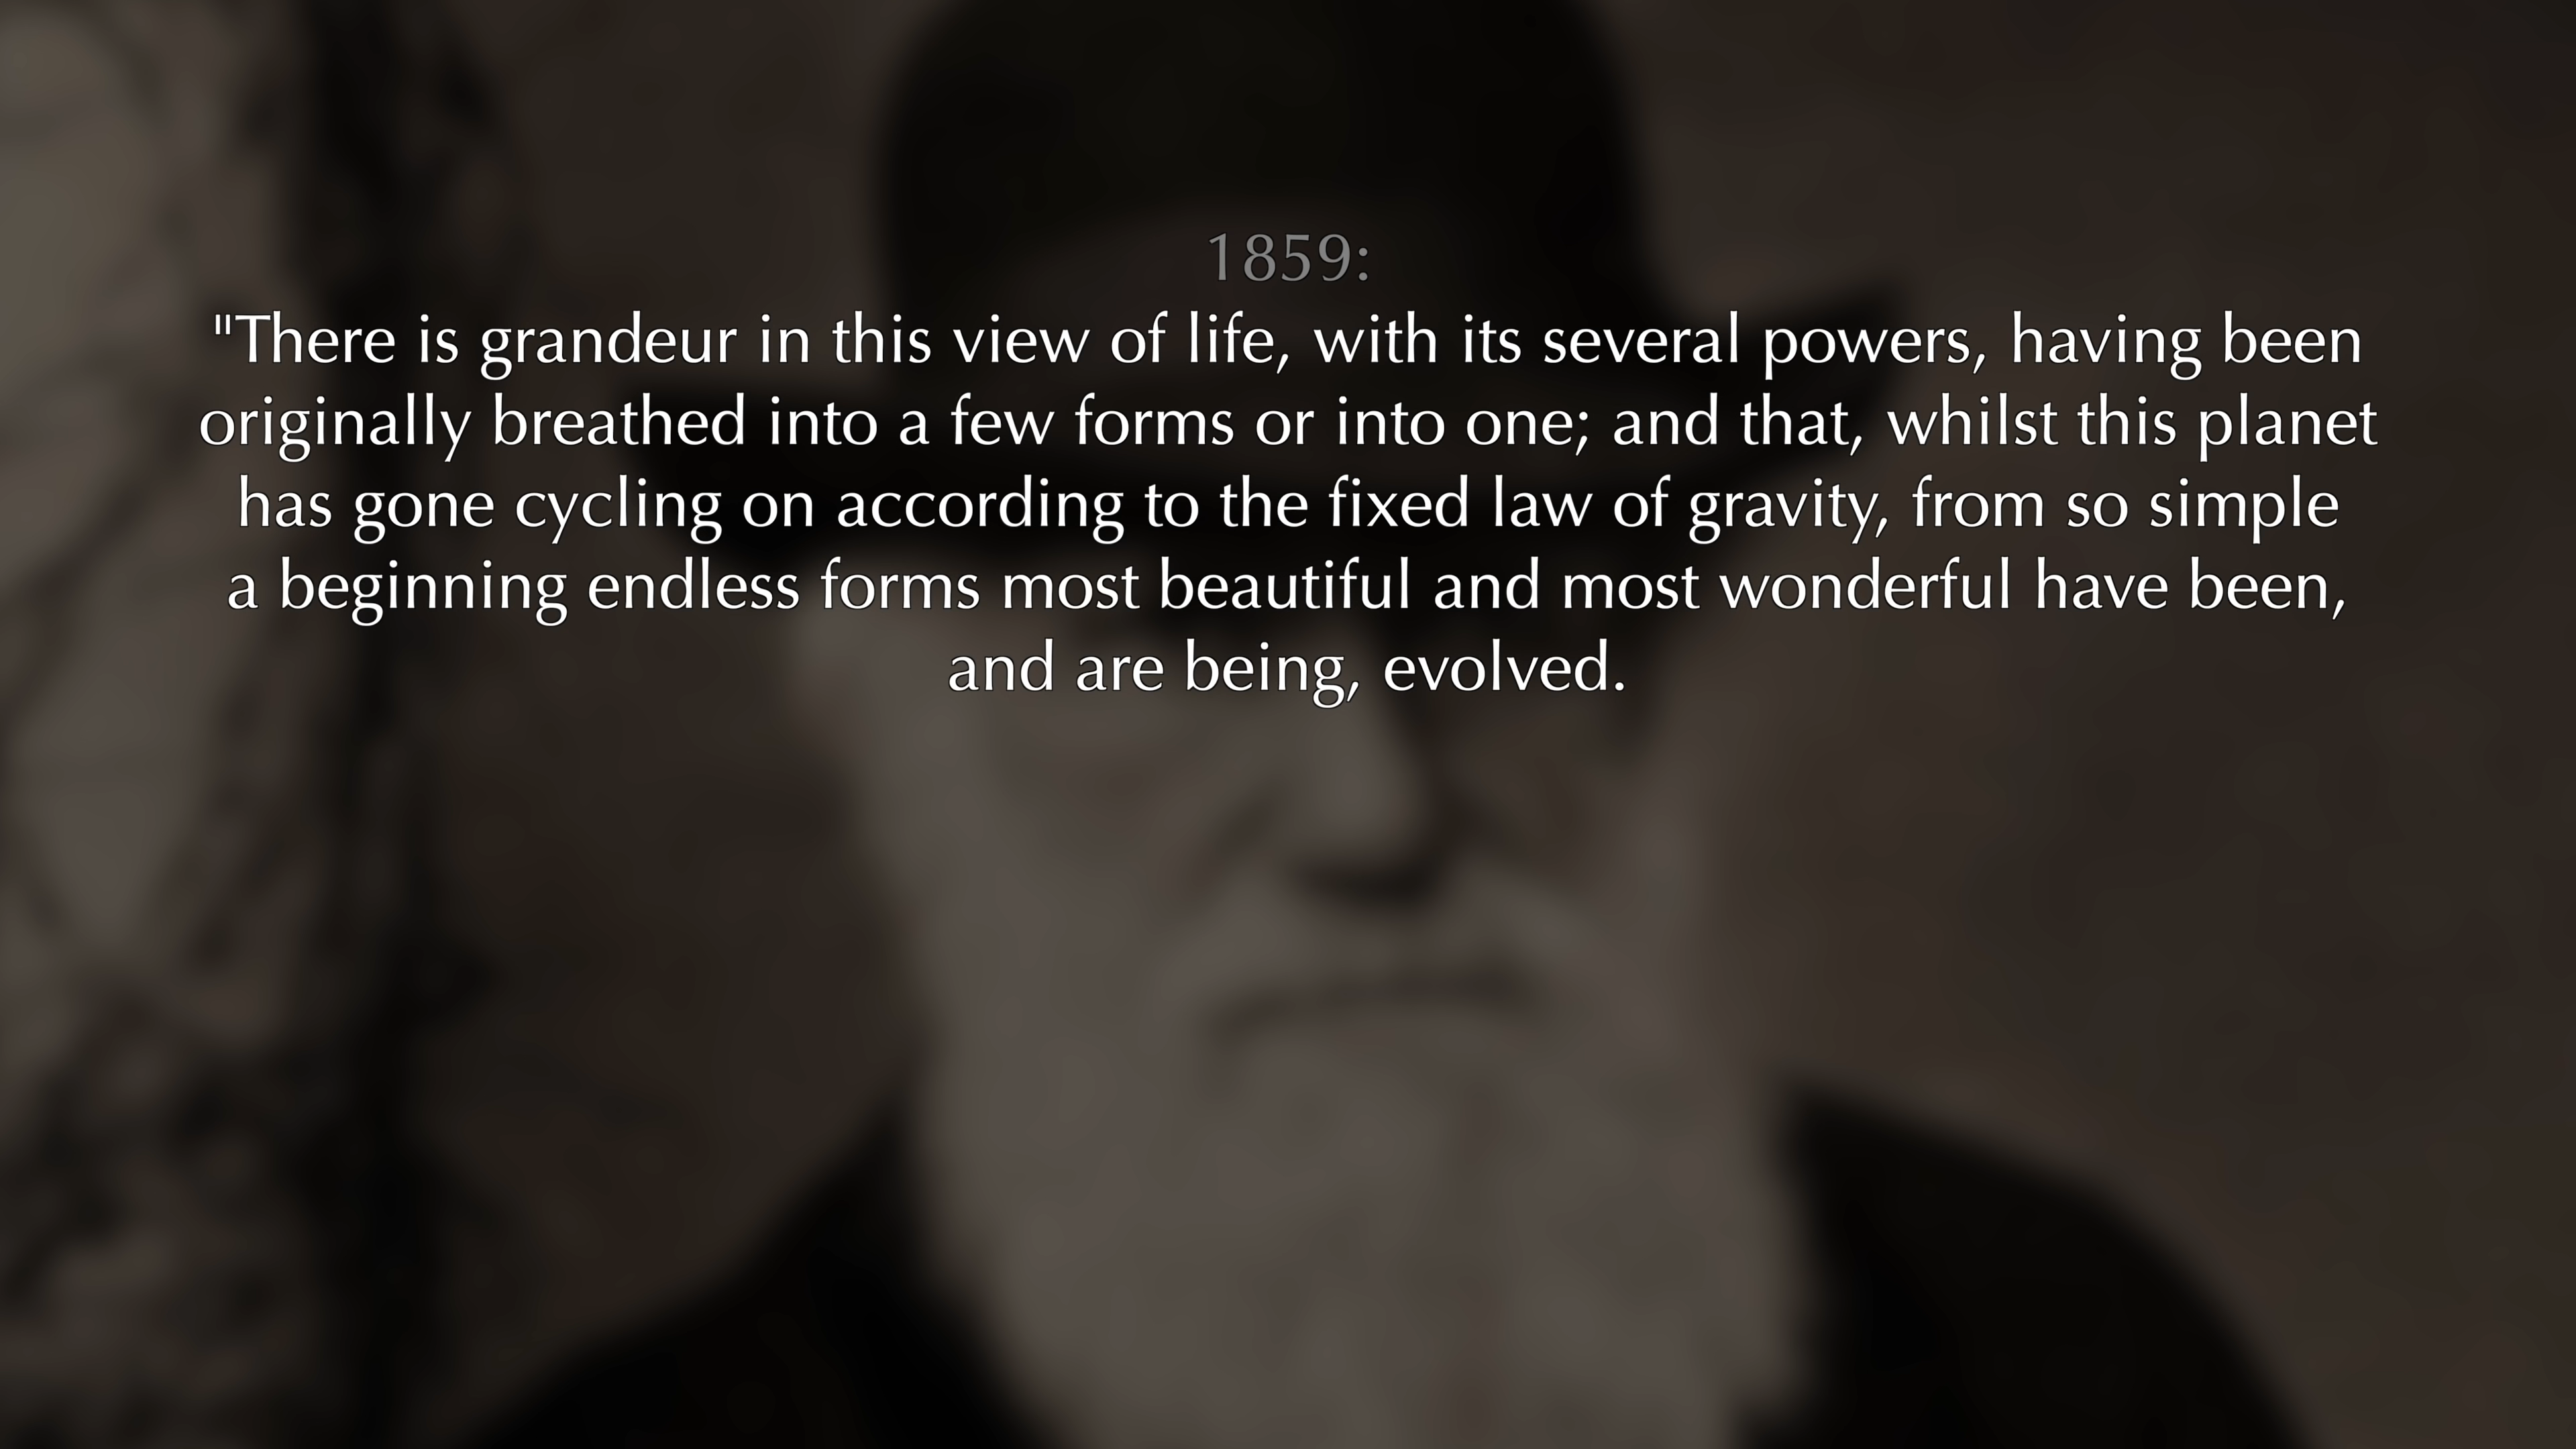 1859:
"There is grandeur in this view of life, with its several powers, having been
originally breathed into a few forms or into one; and that, whilst this planet
has gone cycling on according to the fixed law of gravity, from so simple
a beginning endless forms most beautiful and most wonderful have been,
and are being, evolved.